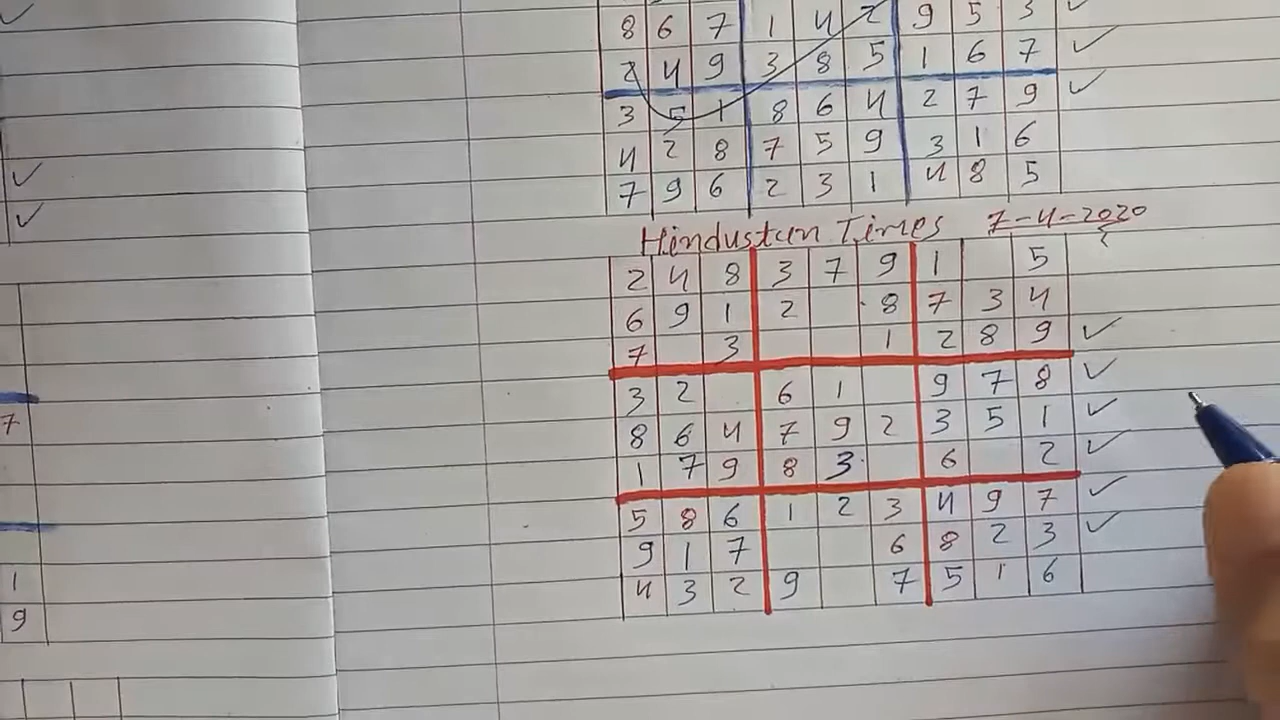 8 6 7 1 4 2 9 5 3
2 4 9 3 8 5 1 6 7
3 5 1 8 6 4 2 7 9
4 2 8 7 5 9 3 1 6
7 9 6 2 3 1 4 8 5
Hindustan Times 7-4-2020
2 4 8 3 7 9 1 5
6 9 1 2 8 7 3 4
7 3 1 2 8 9
3 2 6 1 9 7 8
7
8 6 4 7 9 2 3 5 1
1 7 9 8 3 6 2
5 8 6 1 2 3 4 9 7
9 1 7 6 8 2 3
1
4 3 2 9 7 5 1 6
9